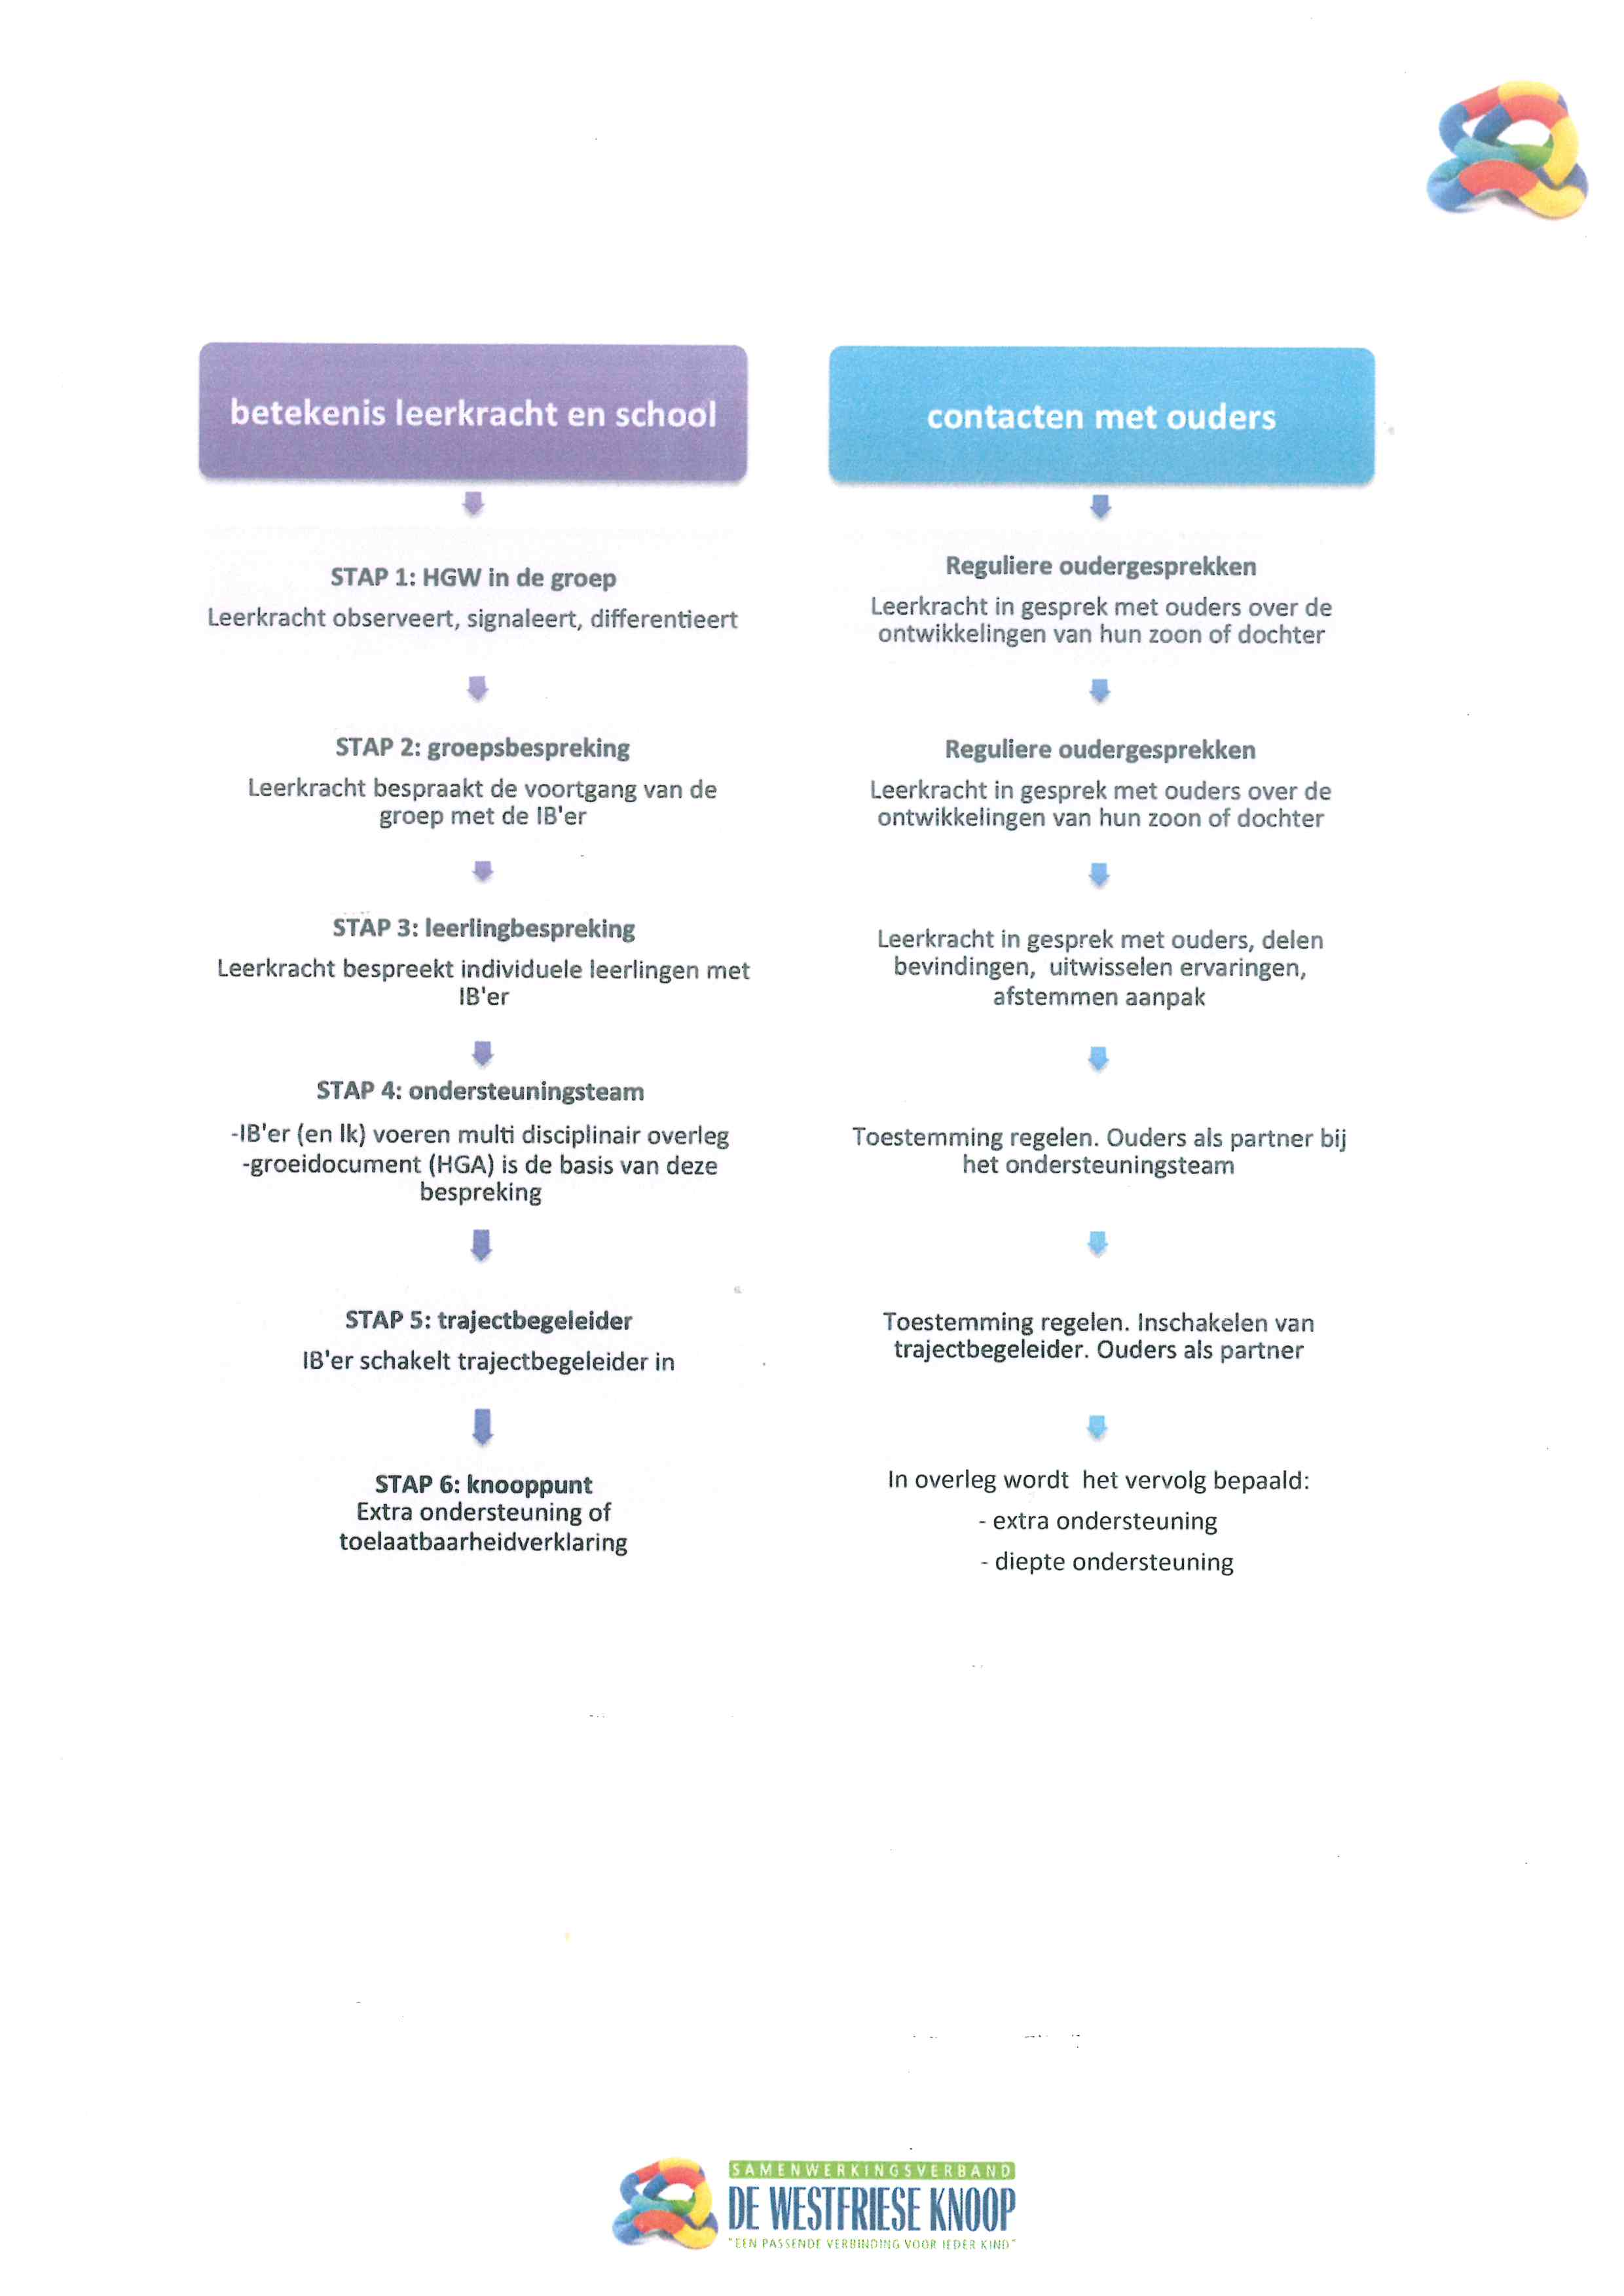 betekenis leerkracht en school
STAP 1: HGW in de groep
Leerkracht observeert, signaleert, differentieert
STAP 2: groepsbespreking
Leerkracht bespraakt de voortgang van de
groep met de IB'er
STAP 3: leerlingbespreking
Leerkracht bespreekt individuele leerlingen met
IB'er
STAP 4: ondersteuningsteam
-IB'er (en lk) voeren multi disciplinair overleg
-groeidocument (HGA) is de basis van deze
bespreking
STAP 5: trajectbegeleider
IB'er schakelt trajectbegeleider in
STAP 6: knooppunt
Extra ondersteuning of
toelaatbaarheidverklaring
contacten met ouders
Reguliere oudergesprekken
Leerkracht in gesprek met ouders over de
ontwikkelingen van hun zoon of dochter
Reguliere oudergesprekken
Leerkracht in gesprek met ouders over de
ontwikkelingen van hun zoon of dochter
Leerkracht in gesprek met ouders, delen
bevindingen, uitwisselen ervaringen,
afstemmen aanpak
Toestemming regelen. Ouders als partner bij
het ondersteuningsteam
Toestemming regelen. Inschakelen van
trajectbegeleider. Ouders als partner
In overleg wordt het vervolg bepaald:
- extra ondersteuning
- diepte ondersteuning
SAMENWERKINGSVERBAND
DE WESTFRIESE KNOOP
"EEN PASSENDE VERBINDING VOOR IEDER KIND"